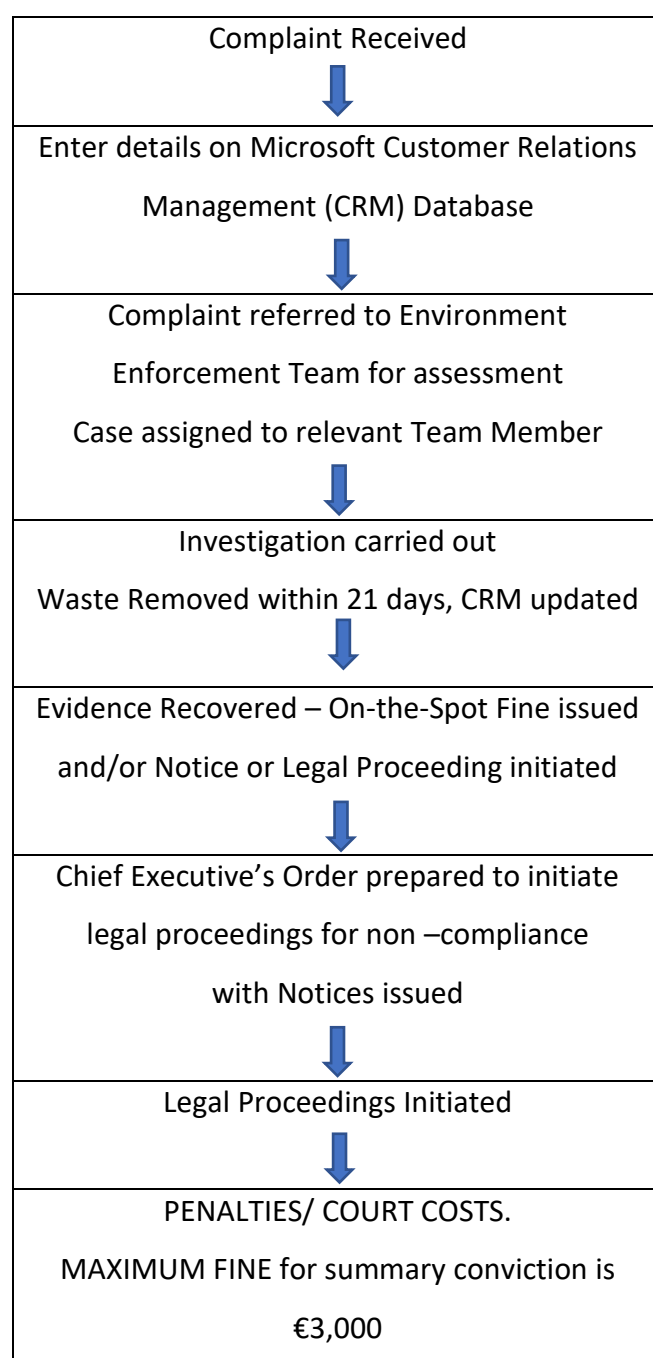 Complaint Received
Enter details on Microsoft Customer Relations
Management (CRM) Database
Complaint referred to Environment
Enforcement Team for assessment
Case assigned to relevant Team Member
Investigation carried out
Waste Removed within 21 days, CRM updated
Evidence Recovered – On-the-Spot Fine issued
and/or Notice or Legal Proceeding initiated
Chief Executive’s Order prepared to initiate
legal proceedings for non –compliance
with Notices issued
Legal Proceedings Initiated
PENALTIES/ COURT COSTS.
MAXIMUM FINE for summary conviction is
€3,000